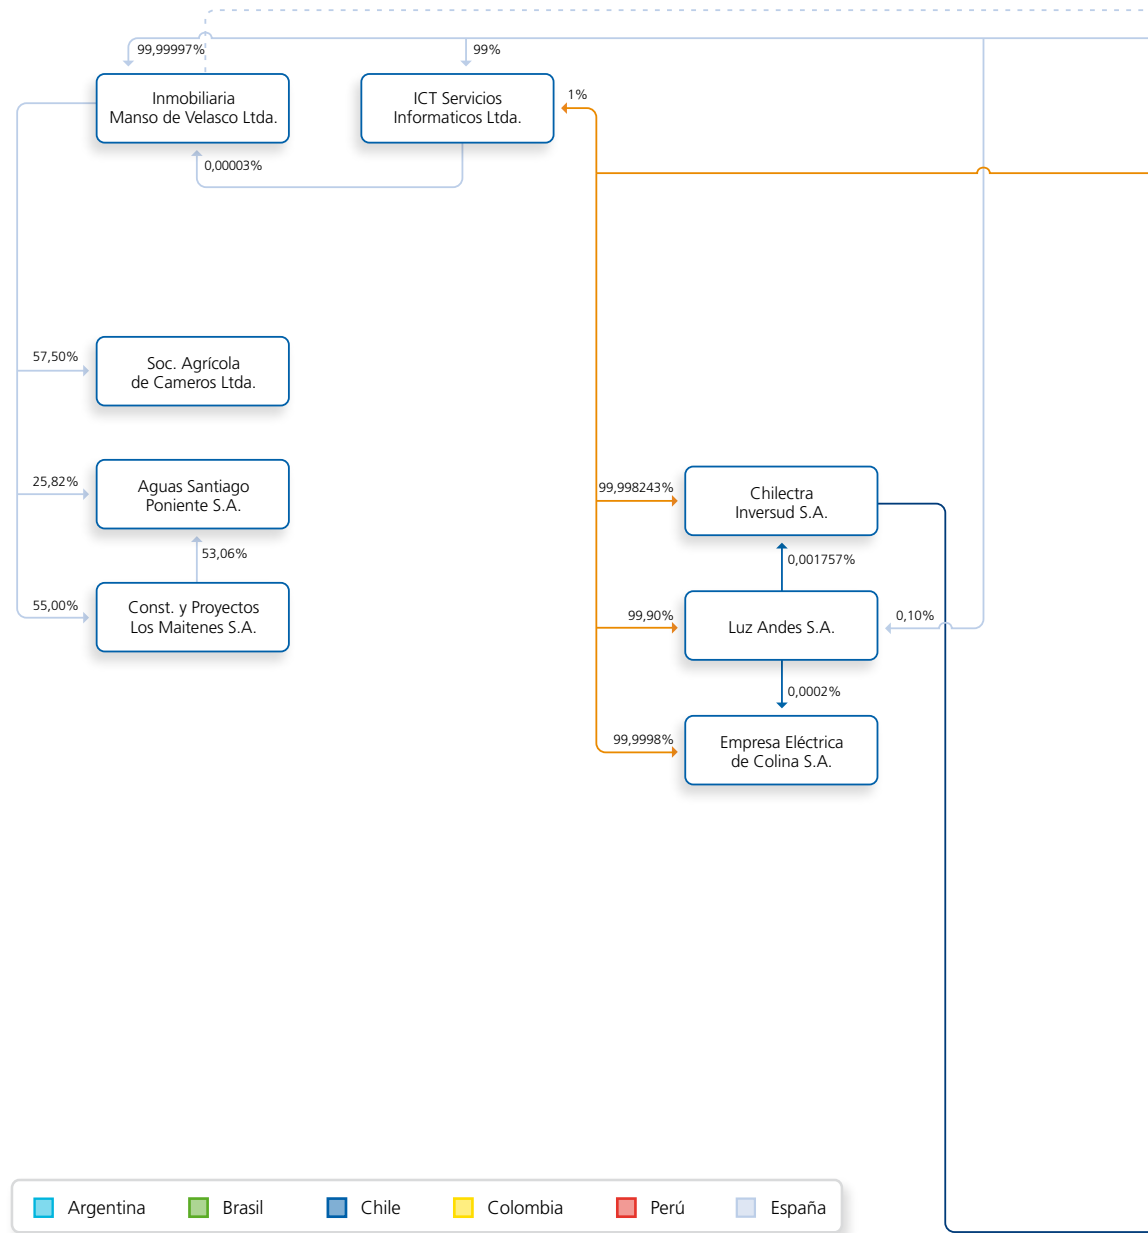 99,99997%
99%
Inmobiliaria
Manso de Velasco Ltda.
ICT Servicios
Informaticos Ltda.
1%
0,00003%
57,50%
Soc. Agrícola
de Cameros Ltda.
25,82%
Aguas Santiago
Poniente S.A.
99,998243%
Chilectra
Inversud S.A.
53,06%
0,001757%
55,00%
Const. y Proyectos
Los Maitenes S.A.
99,90%
Luz Andes S.A.
0,10%
0,0002%
99,9998%
Empresa Eléctrica
de Colina S.A.
Argentina
Brasil
Chile
Colombia
Perú
España